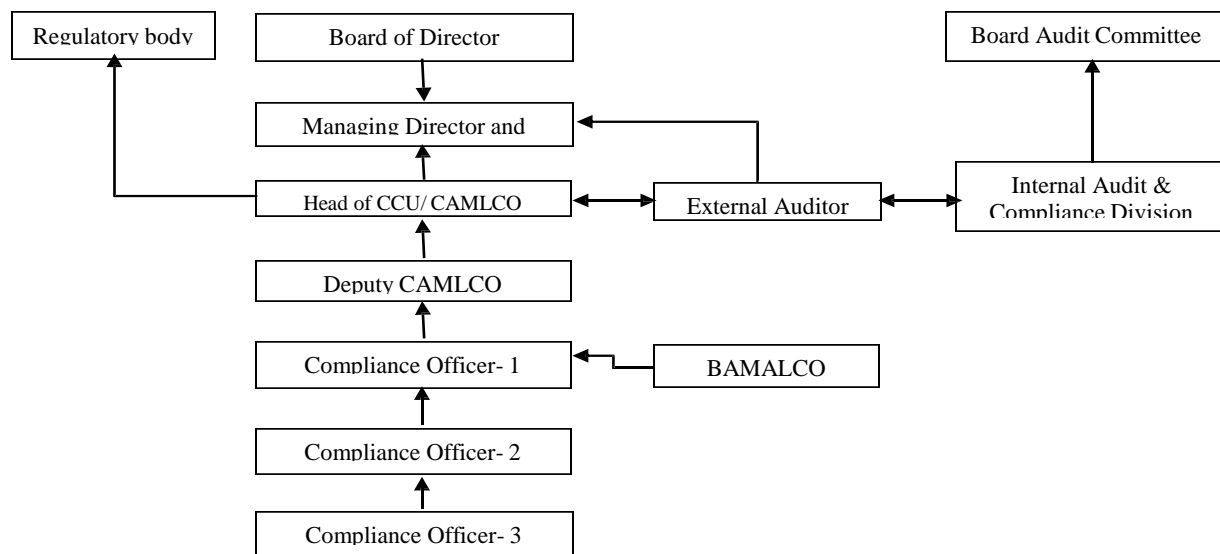 Regulatory body
Board of Director
Board Audit Committee
Managing Director and
Head of CCU/ CAMLCO
External Auditor
Internal Audit &
Compliance Division
Deputy CAMLCO
Compliance Officer- 1
BAMALCO
Compliance Officer- 2
Compliance Officer- 3